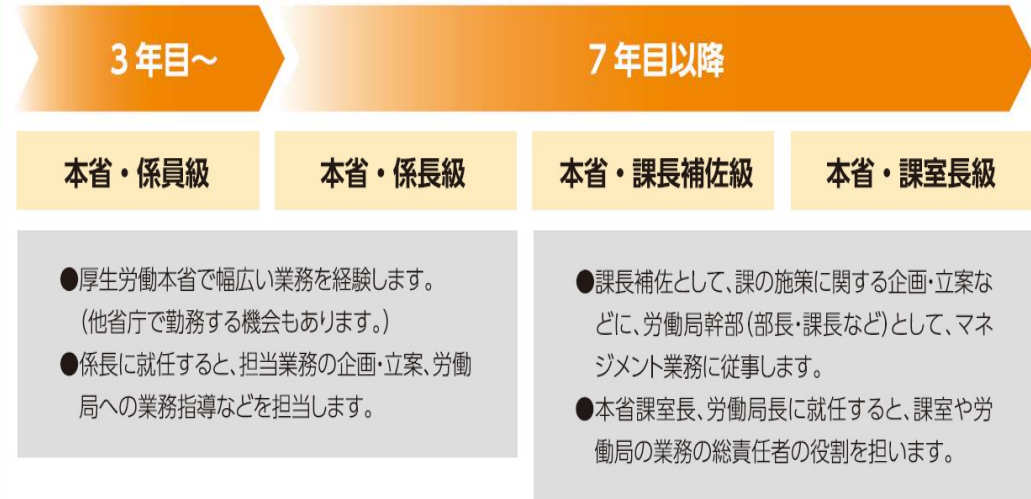 3年目～
7年目以降
本省・係員級
本省・係長級
本省・課長補佐級
本省・課室長級
●厚生労働本省で幅広い業務を経験します。
(他省庁で勤務する機会もあります。)
●係長に就任すると、担当業務の企画・立案、労働
局への業務指導などを担当します。
●課長補佐として、課の施策に関する企画・立案な
どに、労働局幹部(部長・課長など)として、マネ
ジメント業務に従事します。
●本省課室長、労働局長に就任すると、課室や労
働局の業務の総責任者の役割を担います。